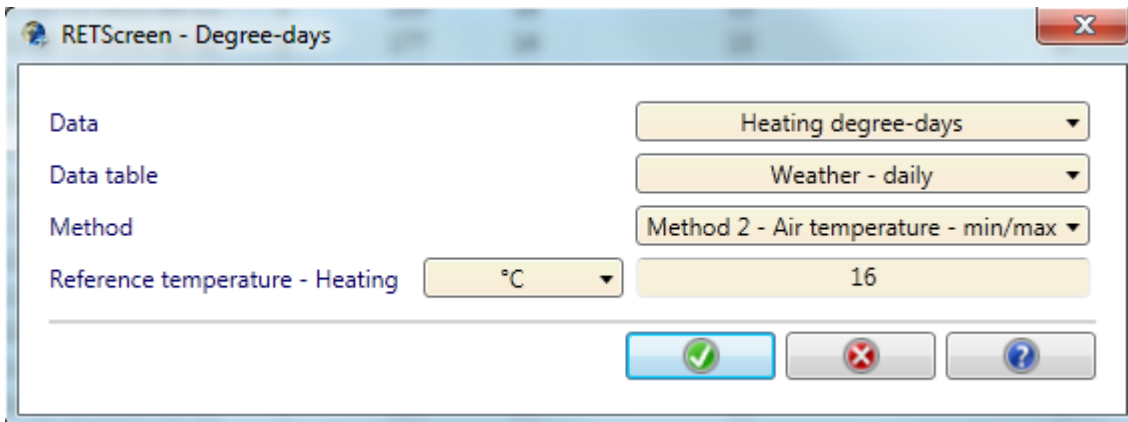 RETScreen - Degree-days
Data Heating degree-days
Data table Weather - daily
Method Method 2 - Air temperature - min/max
Reference temperature - Heating °C 16